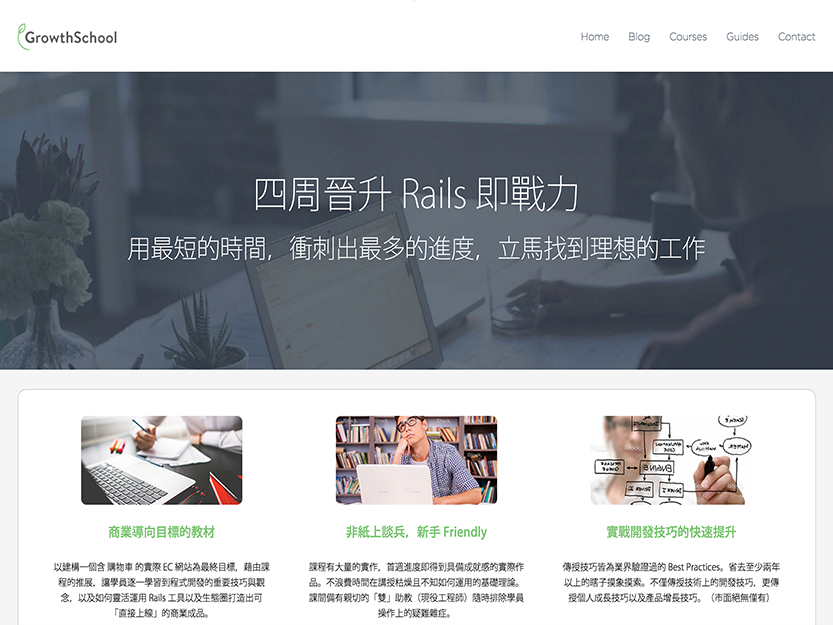 GrowthSchool
Home Blog Courses Guides Contact
四周晉升 Rails 即戰力
用最短的時間，衝刺出最多的進度，立馬找到理想的工作
商業導向目標的教材
以建構一個含 購物車 的實際 EC 網站為最終目標，藉由課
程的推展，讓學員逐一學習到程式開發的重要技巧與觀
念，以及如何靈活運用 Rails 工具以及生態圈打造出可
「直接上線」的商業成品。
非紙上談兵，新手 Friendly
課程有大量的實作，首週進度即得到具備成就感的實際作
品。不浪費時間在講授枯燥且不知如何運用的基礎理論。
課間備有親切的「雙」助教（現役工程師）隨時排除學員
操作上的疑難雜症。
實戰開發技巧的快速提升
傳授技巧皆為業界驗證過的 Best Practices。省去至少兩年
以上的瞎子摸象摸索。不僅傳授技術上的開發技巧，更傳
授個人成長技巧以及產品增長技巧。（市面絕無僅有）